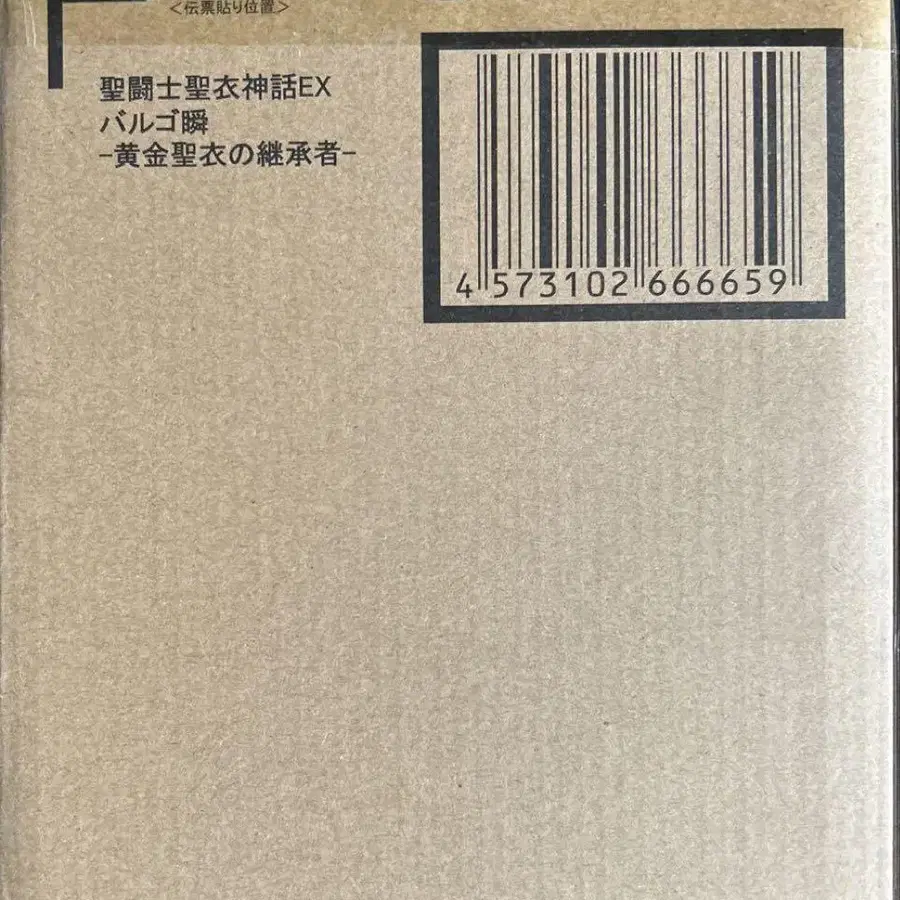 <伝票貼り位置>
聖闘士聖衣神話EX
バルゴ瞬
-黄金聖衣の継承者-
4 573102 666659